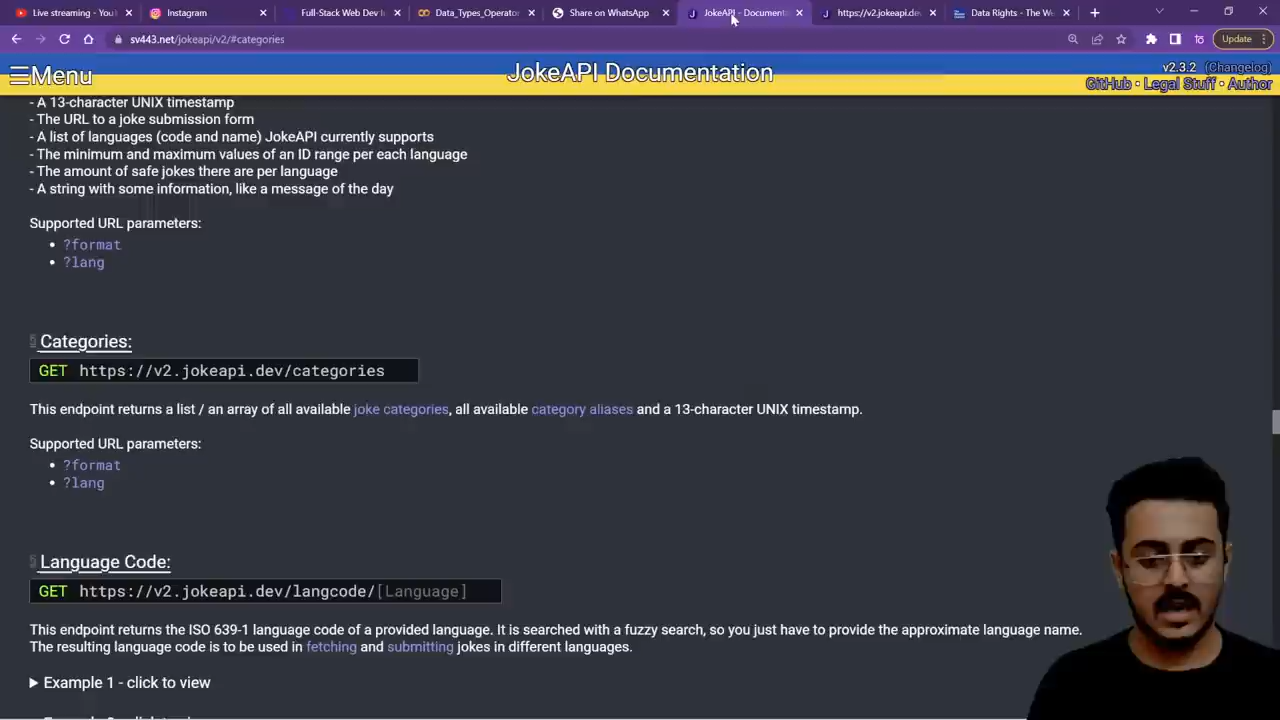 Live streaming - You
Instagram
Full-Stack Web Dev I
Data_Types_Operator
Share on WhatsApp
JokeAPI - Document
https://v2.jokeapi.de
Data Rights - The W
sv443.net/jokeapi/v2/#categories
Update
Menu
JokeAPI Documentation
v2.3.2 (Changelog)
GitHub • Legal Stuff • Author
- A 13-character UNIX timestamp
- The URL to a joke submission form
- A list of languages (code and name) JokeAPI currently supports
- The minimum and maximum values of an ID range per each language
- The amount of safe jokes there are per language
- A string with some information, like a message of the day
Supported URL parameters:
• ?format
• ?lang
Categories:
GET https://v2.jokeapi.dev/categories
This endpoint returns a list / an array of all available joke categories, all available category aliases and a 13-character UNIX timestamp.
Supported URL parameters:
• ?format
• ?lang
Language Code:
GET https://v2.jokeapi.dev/langcode/[Language]
This endpoint returns the ISO 639-1 language code of a provided language. It is searched with a fuzzy search, so you just have to provide the approximate language name.
The resulting language code is to be used in fetching and submitting jokes in different languages.
Example 1 - click to view